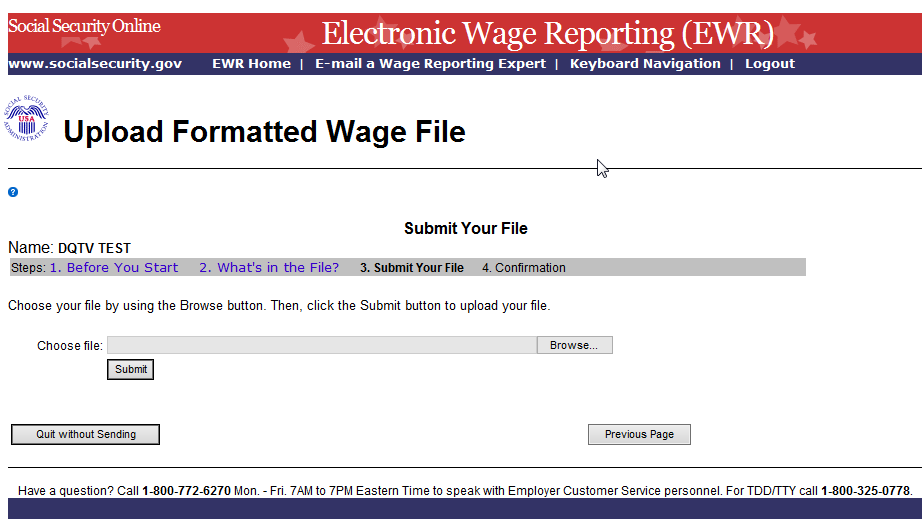 Social Security Online
Electronic Wage Reporting (EWR)
www.socialsecurity.gov EWR Home | E-mail a Wage Reporting Expert | Keyboard Navigation | Logout
SOCIAL SECURITY ADMINISTRATION
USA
Upload Formatted Wage File
?
Submit Your File
Name: DQTV TEST
Steps: 1. Before You Start 2. What's in the File? 3. Submit Your File 4. Confirmation
Choose your file by using the Browse button. Then, click the Submit button to upload your file.
Choose file: Browse...
Submit
Quit without Sending Previous Page
Have a question? Call 1-800-772-6270 Mon. - Fri. 7AM to 7PM Eastern Time to speak with Employer Customer Service personnel. For TDD/TTY call 1-800-325-0778.